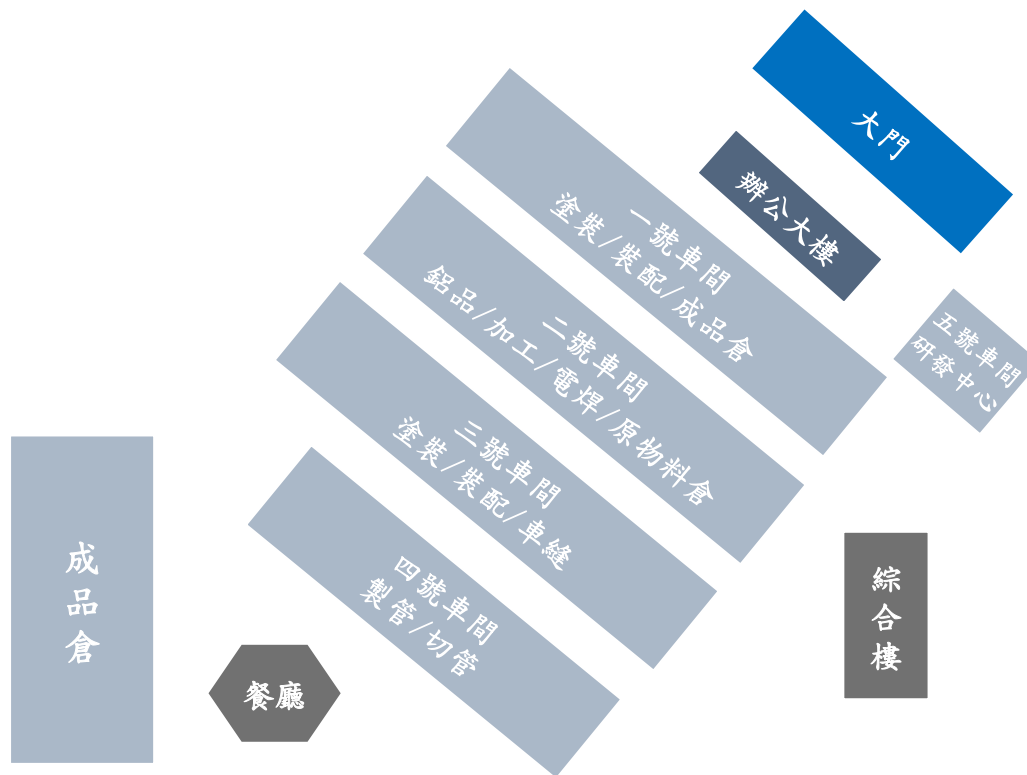 大門
辦公大樓
一號車間
塗裝/裝配/成品倉
二號車間
鋁品/加工/電焊/原物料倉
五號車間
研發中心
三號車間
塗裝/裝配/車縫
四號車間
製管/切管
成品倉
綜合樓
餐廳